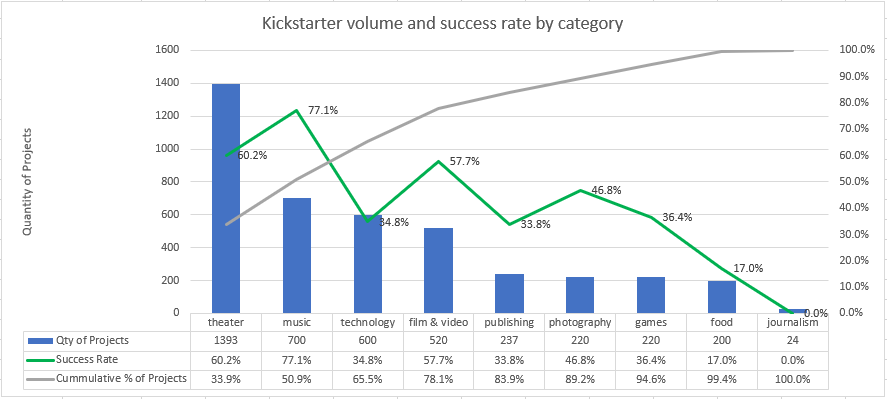 Kickstarter volume and success rate by category
1600 100.0%
1400 90.0%
1200 80.0%
1000 70.0%
800 60.0%
600 50.0%
400 40.0%
200 30.0%
0 20.0%
10.0%
0.0%
Quantity of Projects
60.2% 77.1% 34.8% 57.7% 33.8% 46.8% 36.4% 17.0% 0.0%
theater music technology film & video publishing photography games food journalism
Qty of Projects 1393 700 600 520 237 220 220 200 24
Success Rate 60.2% 77.1% 34.8% 57.7% 33.8% 46.8% 36.4% 17.0% 0.0%
Cummulative % of Projects 33.9% 50.9% 65.5% 78.1% 83.9% 89.2% 94.6% 99.4% 100.0%